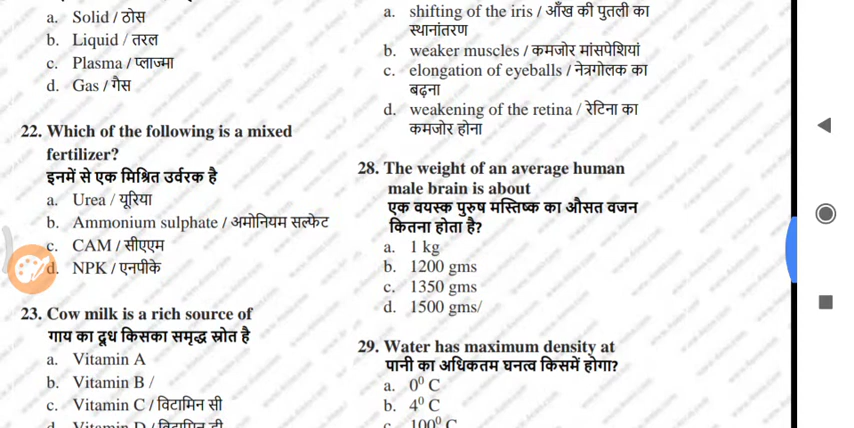 a. Solid / ठोस
b. Liquid / तरल
c. Plasma / प्लाज्मा
d. Gas / गैस
22. Which of the following is a mixed
fertilizer?
इनमें से एक मिश्रित उर्वरक है
a. Urea / यूरिया
b. Ammonium sulphate / अमोनियम सल्फेट
c. CAM / सीएएम
d. NPK / एनपीके
23. Cow milk is a rich source of
गाय का दूध किसका समृद्ध स्रोत है
a. Vitamin A
b. Vitamin B /
c. Vitamin C / विटामिन सी
d. Vitamin D / विटामिन डी
a. shifting of the iris / आँख की पुतली का
स्थानांतरण
b. weaker muscles / कमजोर मांसपेशियां
c. elongation of eyeballs / नेत्रगोलक का
बढ़ना
d. weakening of the retina / रेटिना का
कमजोर होना
28. The weight of an average human
male brain is about
एक वयस्क पुरुष मस्तिष्क का औसत वजन
कितना होता है?
a. 1 kg
b. 1200 gms
c. 1350 gms
d. 1500 gms/
29. Water has maximum density at
पानी का अधिकतम घनत्व किसमें होगा?
a. 0⁰ C
b. 4⁰ C
c. 100⁰ C